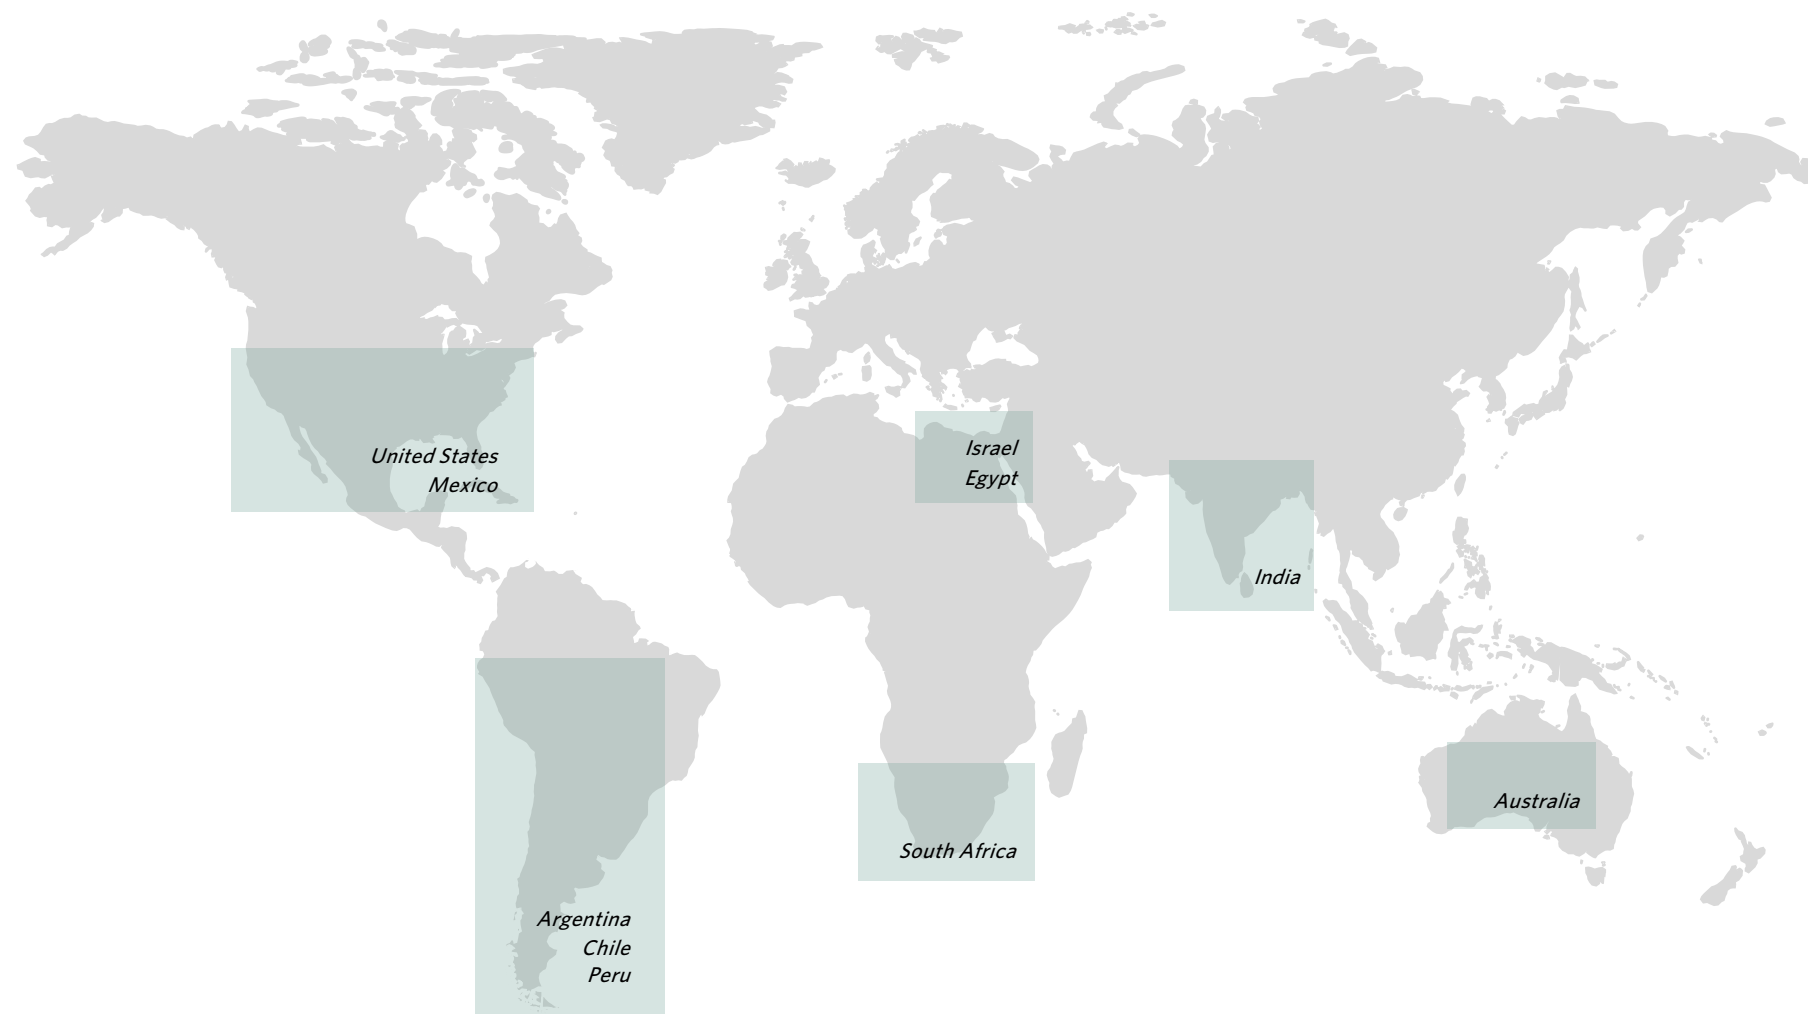 United States
Mexico
Israel
Egypt
India
Australia
South Africa
Argentina
Chile
Peru